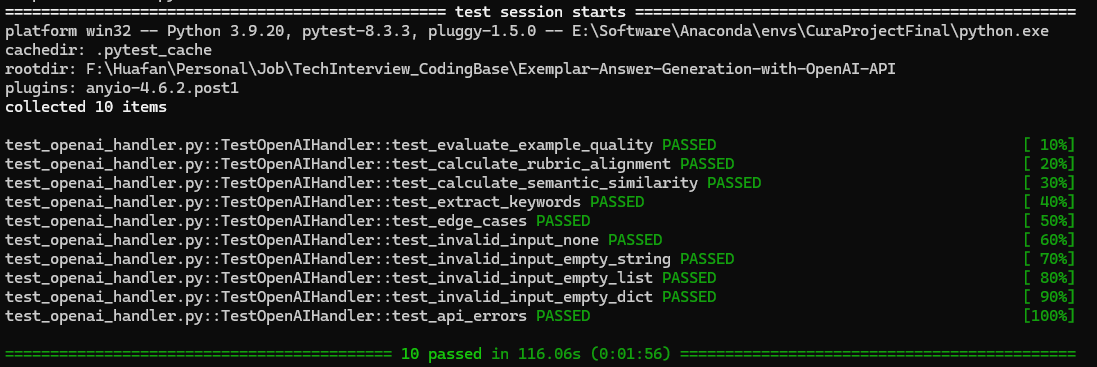 ============================================== test session starts ==============================================
platform win32 -- Python 3.9.20, pytest-8.3.3, pluggy-1.5.0 -- E:\Software\Anaconda\envs\CuraProjectFinal\python.exe
cachedir: .pytest_cache
rootdir: F:\Huafan\Personal\Job\TechInterview_CodingBase\Exemplar-Answer-Generation-with-OpenAI-API
plugins: anyio-4.6.2.post1
collected 10 items
test_openai_handler.py::TestOpenAIHandler::test_evaluate_example_quality PASSED [ 10%]
test_openai_handler.py::TestOpenAIHandler::test_calculate_rubric_alignment PASSED [ 20%]
test_openai_handler.py::TestOpenAIHandler::test_calculate_semantic_similarity PASSED [ 30%]
test_openai_handler.py::TestOpenAIHandler::test_extract_keywords PASSED [ 40%]
test_openai_handler.py::TestOpenAIHandler::test_edge_cases PASSED [ 50%]
test_openai_handler.py::TestOpenAIHandler::test_invalid_input_none PASSED [ 60%]
test_openai_handler.py::TestOpenAIHandler::test_invalid_input_empty_string PASSED [ 70%]
test_openai_handler.py::TestOpenAIHandler::test_invalid_input_empty_list PASSED [ 80%]
test_openai_handler.py::TestOpenAIHandler::test_invalid_input_empty_dict PASSED [ 90%]
test_openai_handler.py::TestOpenAIHandler::test_api_errors PASSED [100%]
======================================== 10 passed in 116.06s (0:01:56) =========================================